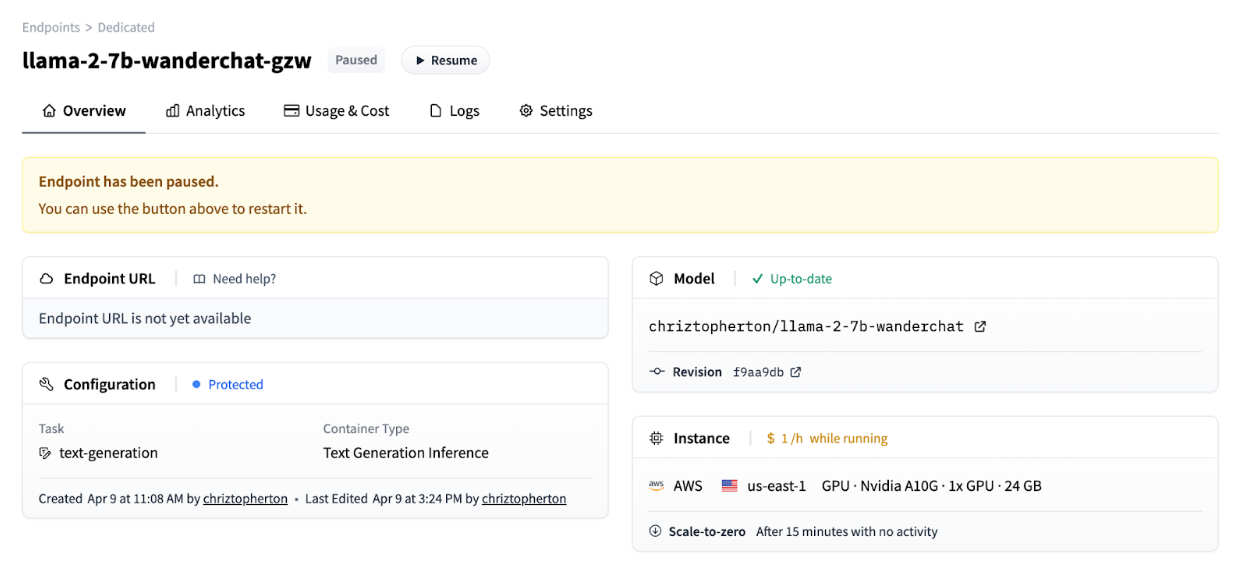 Endpoints > Dedicated
llama-2-7b-wanderchat-gzw Paused Resume
Overview Analytics Usage & Cost Logs Settings
Endpoint has been paused.
You can use the button above to restart it.
Endpoint URL Need help?
Endpoint URL is not yet available
Configuration Protected
Task Container Type
text-generation Text Generation Inference
Created Apr 9 at 11:08 AM by chriztopherton • Last Edited Apr 9 at 3:24 PM by chriztopherton
Model Up-to-date
chriztopherton/llama-2-7b-wanderchat
Revision f9aa9db
Instance $ 1/h while running
aws AWS us-east-1 GPU · Nvidia A10G · 1x GPU · 24 GB
Scale-to-zero After 15 minutes with no activity